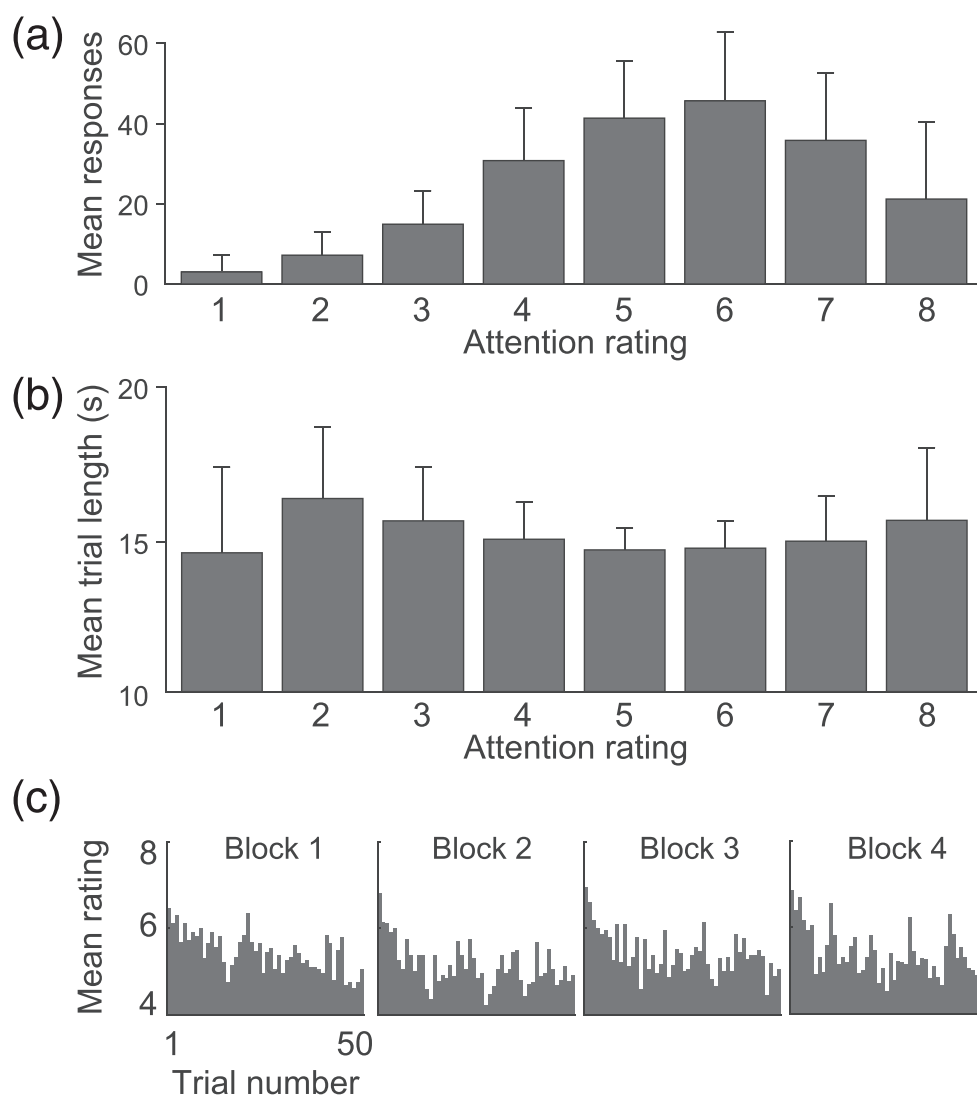 (a)
Mean responses
60
40
20
0
1 2 3 4 5 6 7 8
Attention rating
(b)
Mean trial length (s)
20
15
10
1 2 3 4 5 6 7 8
Attention rating
(c)
Mean rating
8
6
4
Block 1 Block 2 Block 3 Block 4
1 50
Trial number